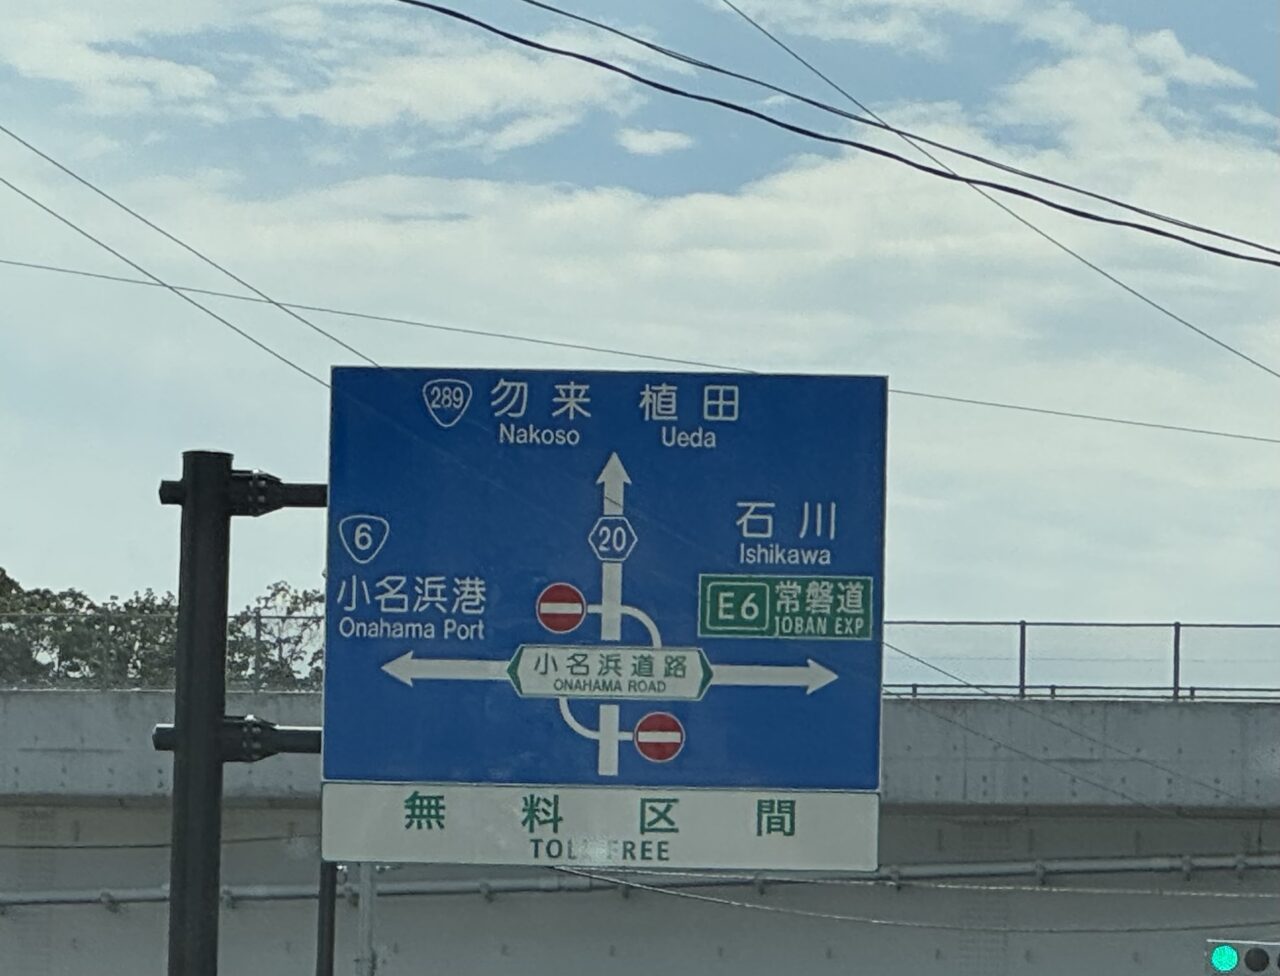 289 勿来 植田
Nakoso Ueda
20
石川
Ishikawa
6
小名浜港
Onahama Port
E6 常磐道
JOBAN EXP
小名浜道路
ONAHAMA ROAD
無料区間
TOLL FREE